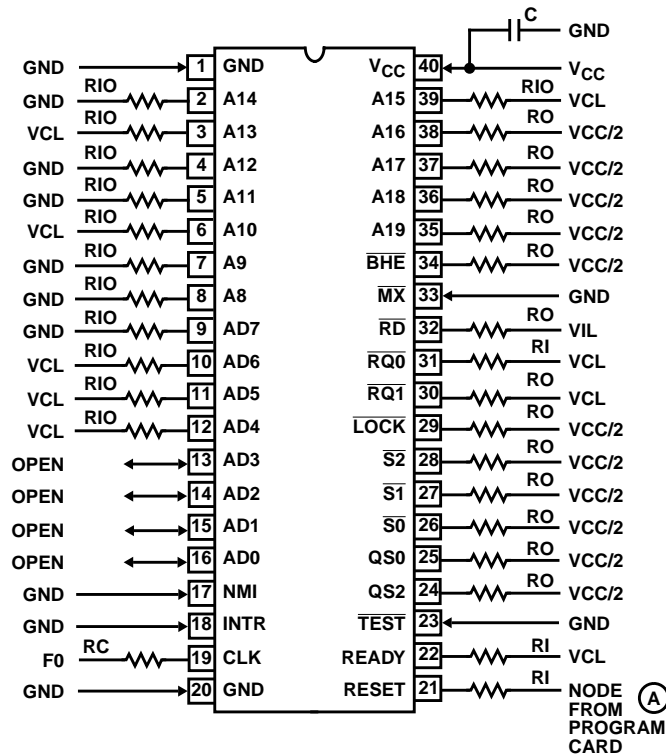 C
GND
GND 1 GND VCC 40 VCC
GND RIO 2 A14 A15 39 RIO VCL
VCL RIO 3 A13 A16 38 RO VCC/2
GND RIO 4 A12 A17 37 RO VCC/2
GND RIO 5 A11 A18 36 RO VCC/2
VCL RIO 6 A10 A19 35 RO VCC/2
GND RIO 7 A9 BHE 34 RO VCC/2
GND RIO 8 A8 MX 33 GND
GND RIO 9 AD7 RD 32 RO VIL
VCL RIO 10 AD6 RQ0 31 RI VCL
VCL RIO 11 AD5 RQ1 30 RO VCL
VCL RIO 12 AD4 LOCK 29 RO VCC/2
OPEN 13 AD3 S2 28 RO VCC/2
OPEN 14 AD2 S1 27 RO VCC/2
OPEN 15 AD1 S0 26 RO VCC/2
OPEN 16 AD0 QS0 25 RO VCC/2
GND 17 NMI QS2 24 RO VCC/2
GND 18 INTR TEST 23 GND
F0 RC 19 CLK READY 22 RI VCL
GND 20 GND RESET 21 RI NODE A
FROM
PROGRAM
CARD